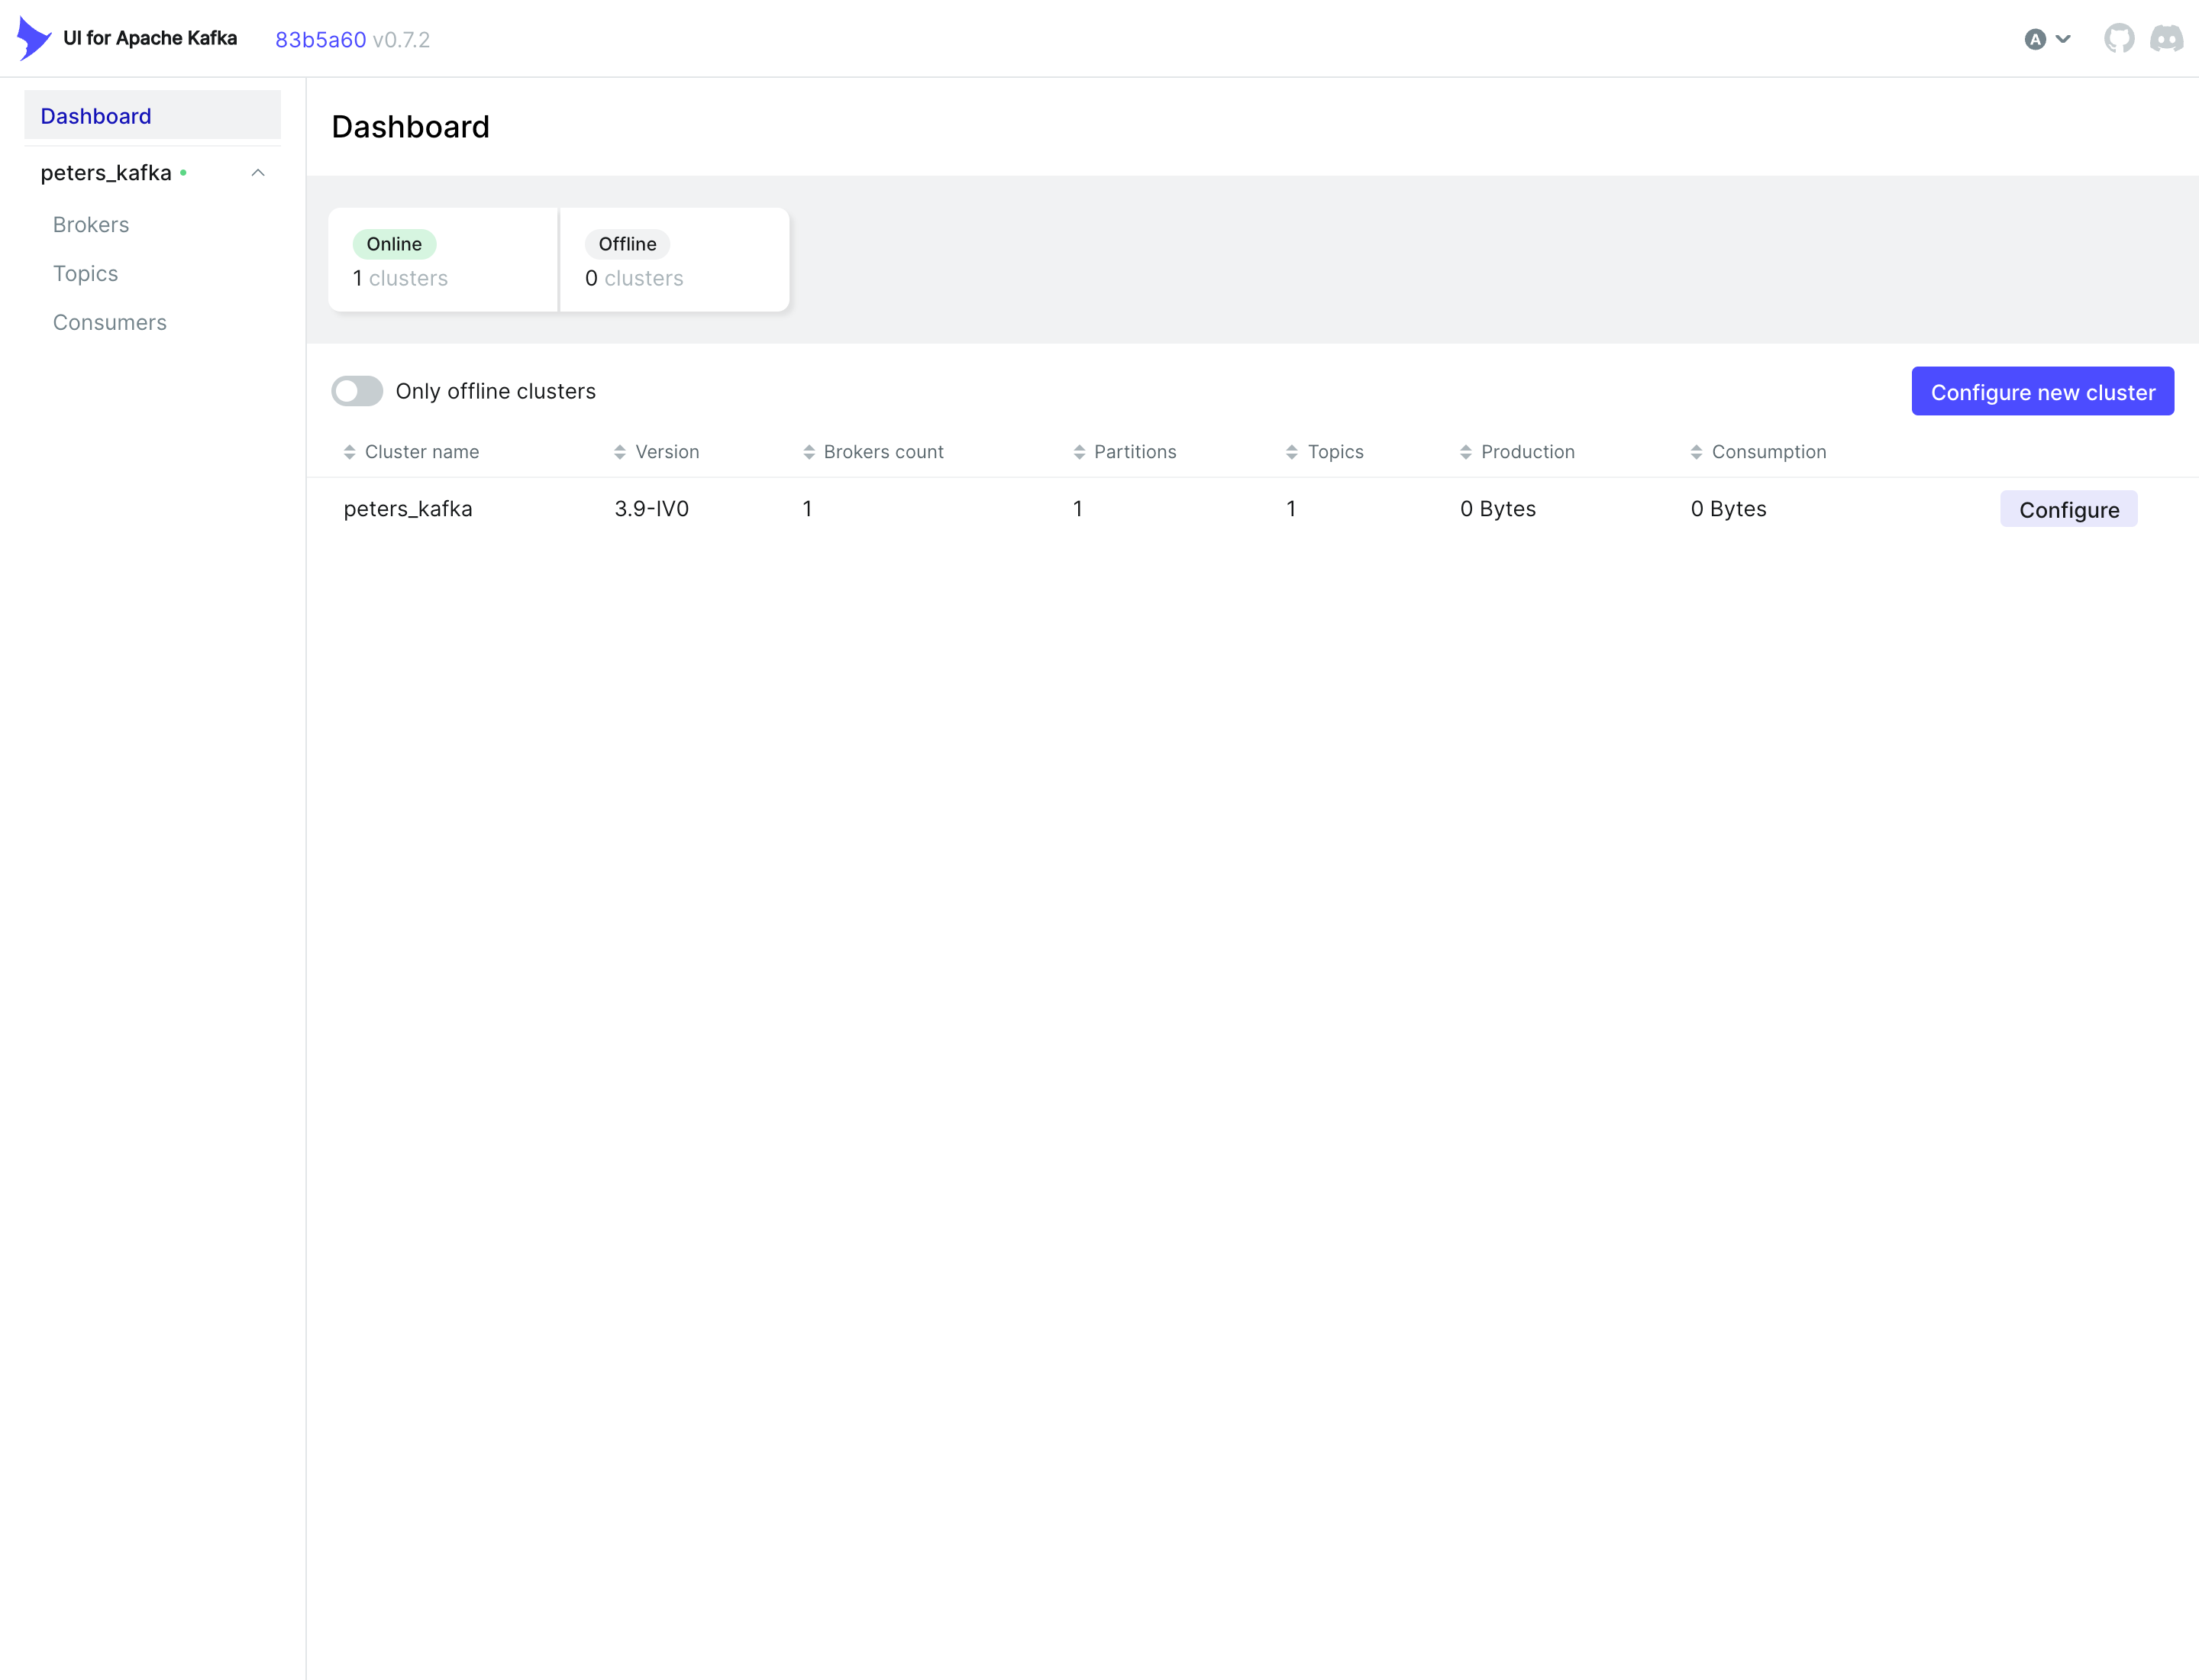 UI for Apache Kafka 83b5a60 v0.7.2 A
Dashboard
peters_kafka
Brokers
Topics
Consumers
Dashboard
Online
1 clusters
Offline
0 clusters
Only offline clusters
Configure new cluster
Cluster name Version Brokers count Partitions Topics Production Consumption
peters_kafka 3.9-IV0 1 1 1 0 Bytes 0 Bytes Configure